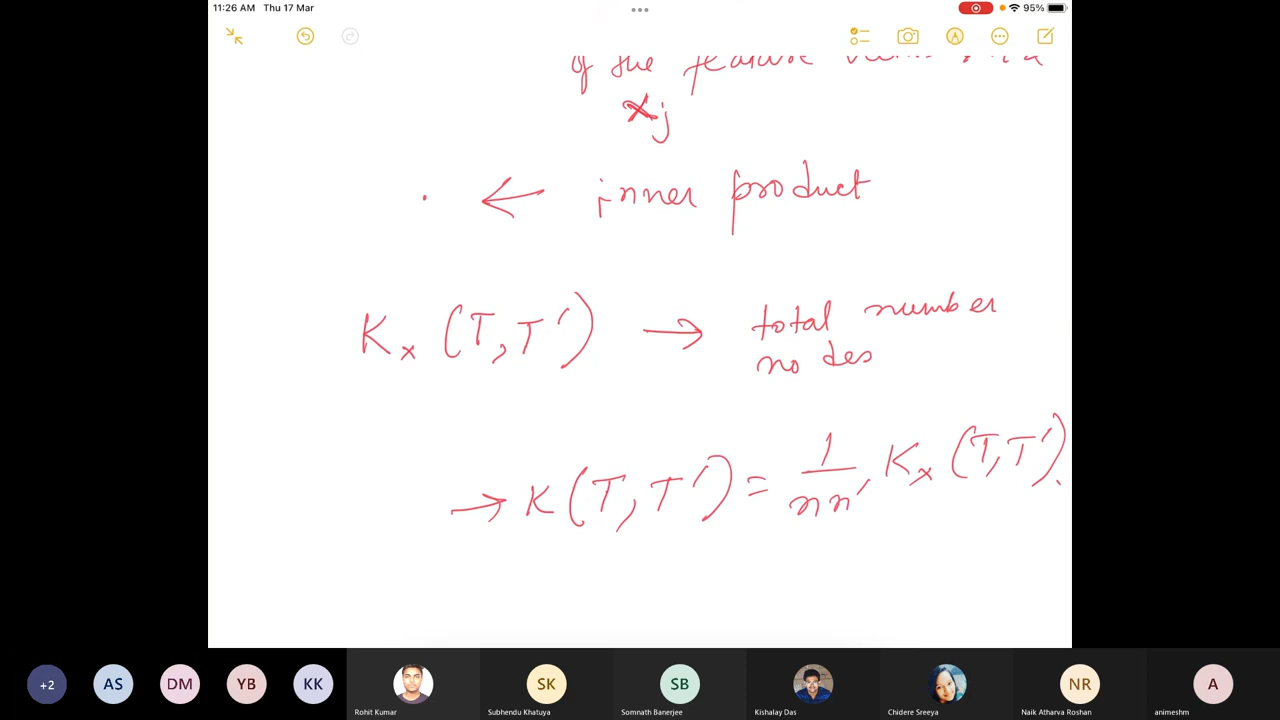 11:26 AM Thu 17 Mar
95%
of the feature
xj
. ← inner product
Kx (T, T′) → total number
nodes
→ K(T, T′) = 1/nn′ Kx (T, T′).
+2 AS DM YB KK SK SB NR A
Rohit Kumar Subhendu Khatuya Somnath Banerjee Kishalay Das Chidere Sreeya Naik Atharva Roshan animeshm